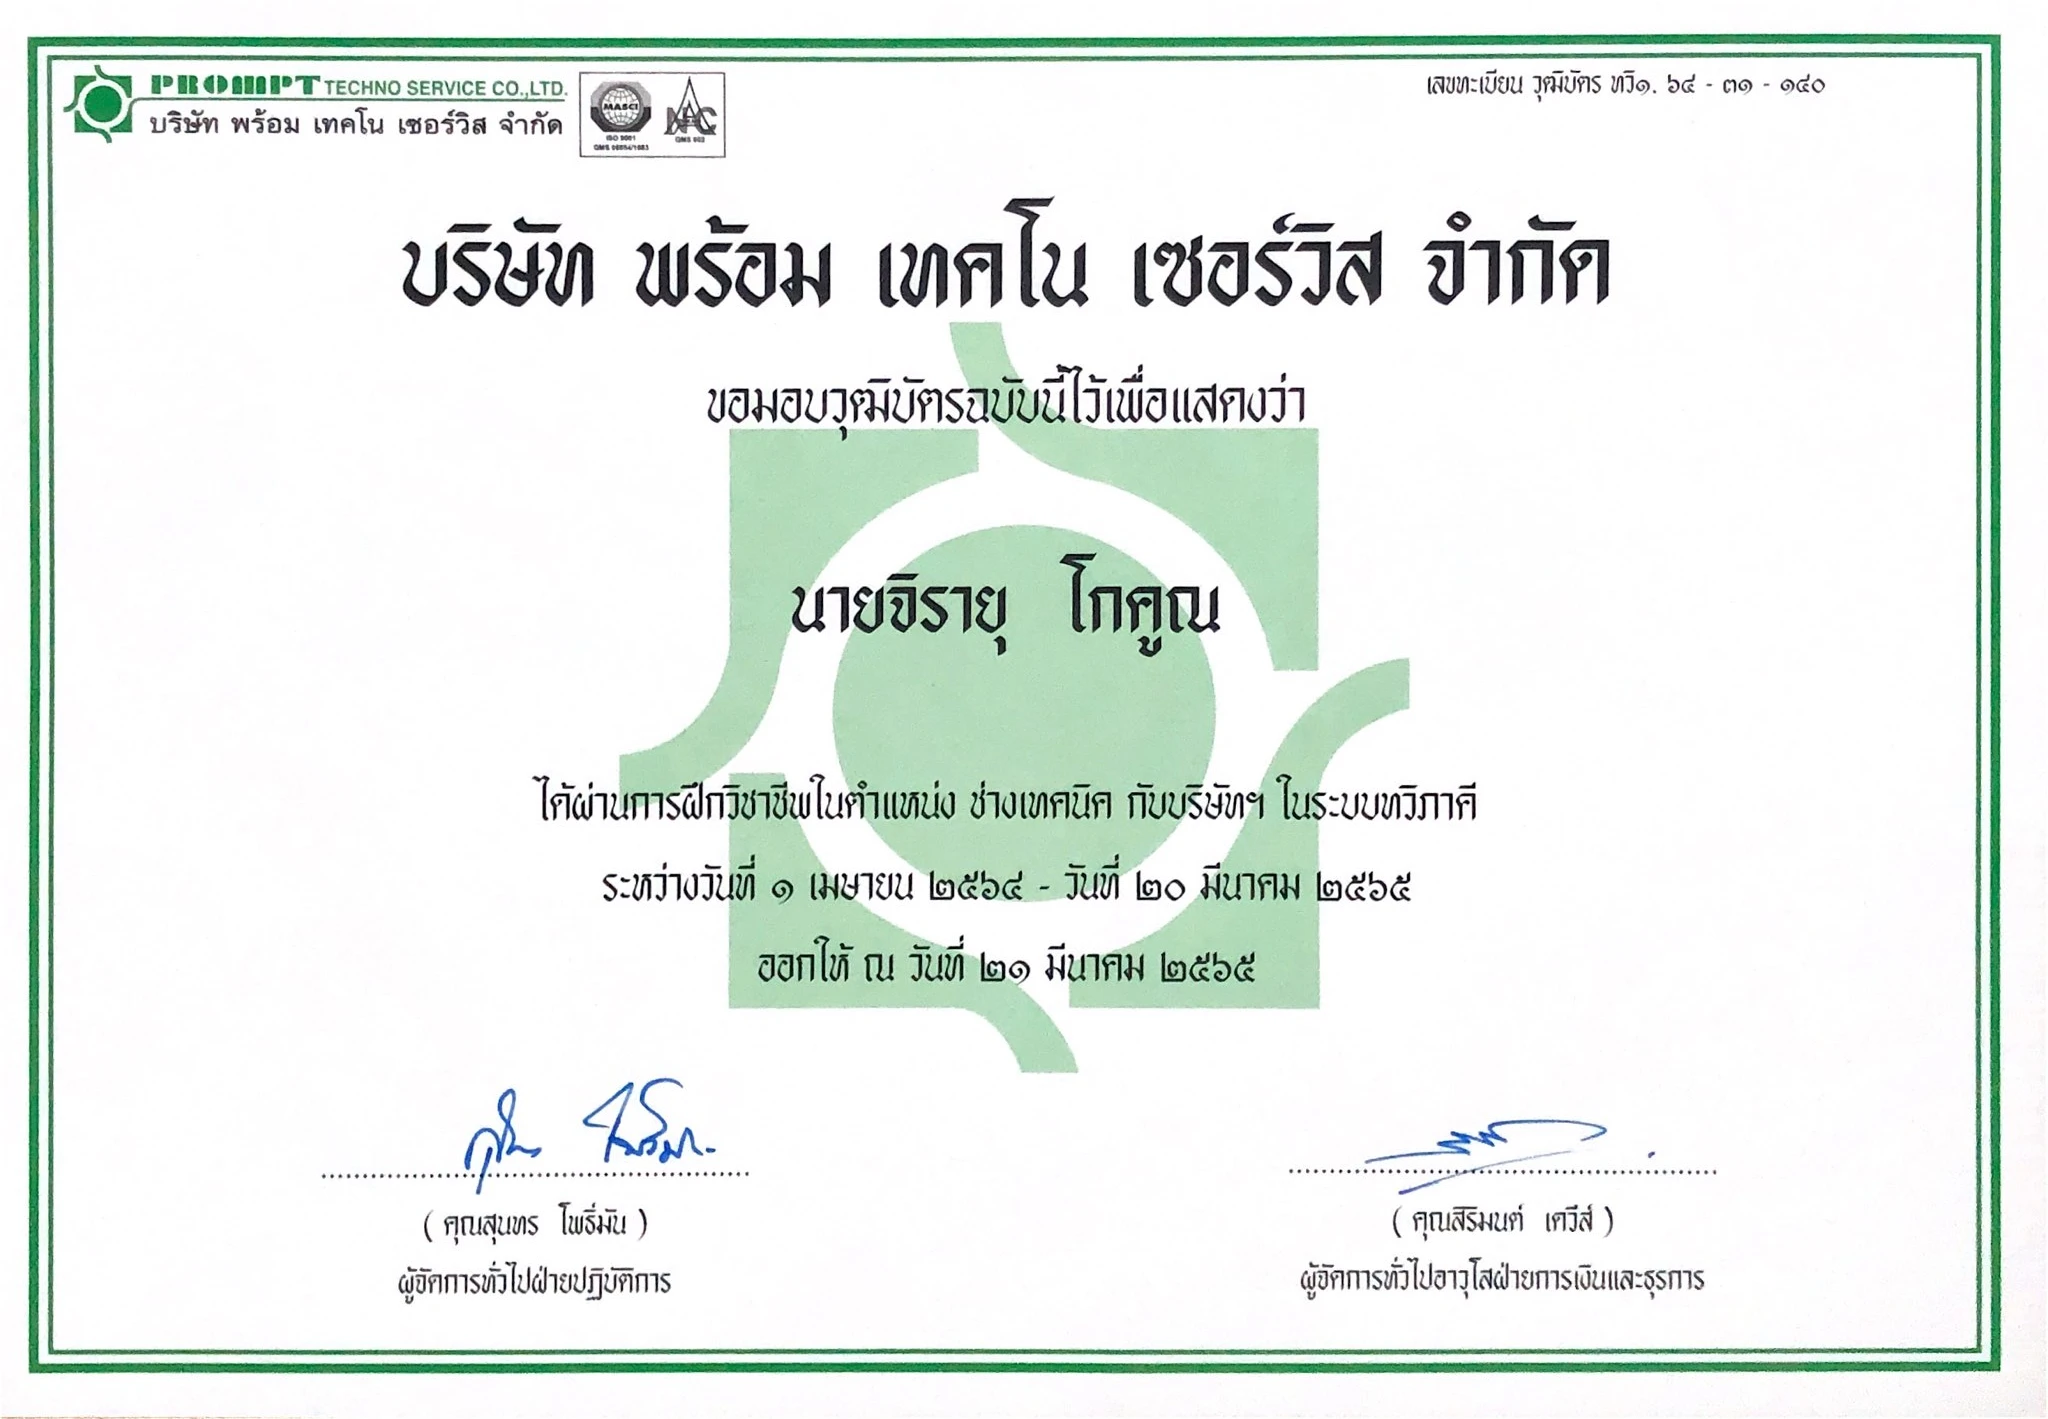 PROMPT TECHNO SERVICE CO.,LTD.
บริษัท พร้อม เทคโน เซอร์วิส จำกัด
MASCI
ISO 9001
NAC
เลขทะเบียน วุฒิบัตร ทวิ๑. ๖๔ - ๓๑ - ๑๔๐
บริษัท พร้อม เทคโน เซอร์วิส จำกัด
ขอมอบวุฒิบัตรฉบับนี้ไว้เพื่อแสดงว่า
นายจิรายุ โกคูณ
ได้ผ่านการฝึกวิชาชีพในตำแหน่ง ช่างเทคนิค กับบริษัทฯ ในระบบทวิภาคี
ระหว่างวันที่ ๑ เมษายน ๒๕๖๔ - วันที่ ๒๐ มีนาคม ๒๕๖๕
ออกให้ ณ วันที่ ๒๑ มีนาคม ๒๕๖๕
( คุณสุนทร โพธิ์มัน )
ผู้จัดการทั่วไปฝ่ายปฏิบัติการ
( คุณสิริมนต์ เดวีส์ )
ผู้จัดการทั่วไปอาวุโสฝ่ายการเงินและธุรการ